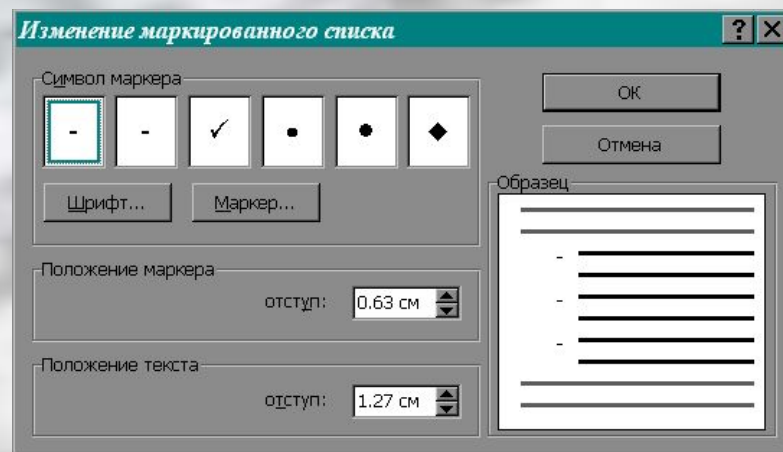 Изменение маркированного списка
Символ маркера
ОК
Отмена
Шрифт...
Маркер...
Образец
Положение маркера
отступ: 0.63 см
Положение текста
отступ: 1.27 см